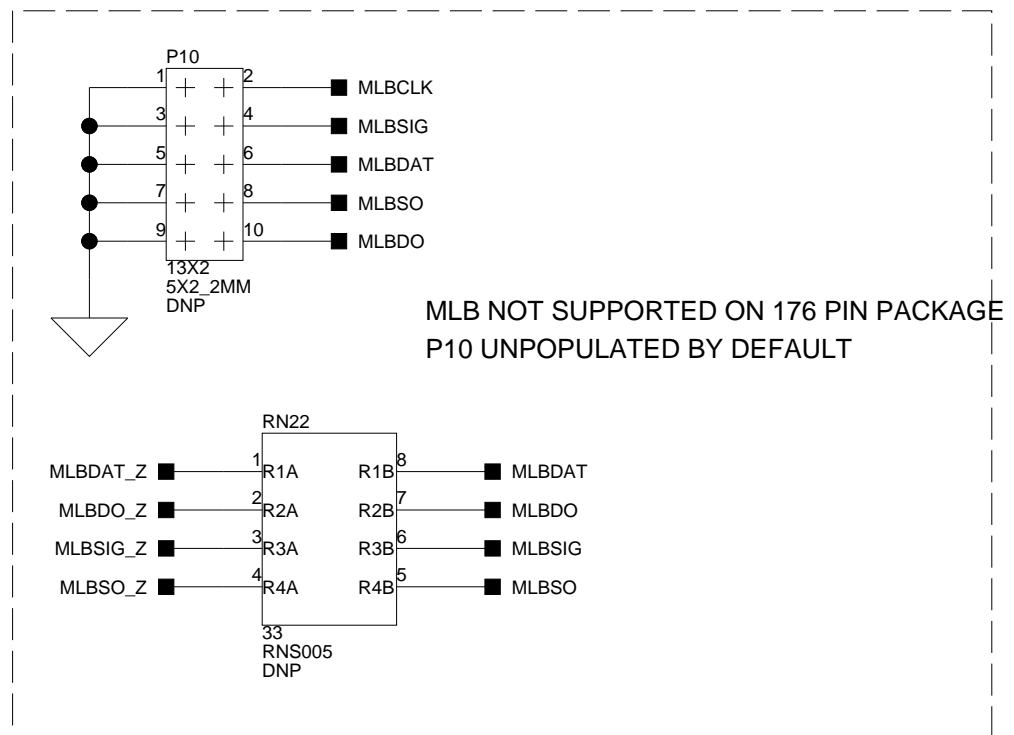 P10
1 2 MLBCLK
3 4 MLBSIG
5 6 MLBDAT
7 8 MLBSO
9 10 MLBDO
13X2
5X2_2MM
DNP
MLB NOT SUPPORTED ON 176 PIN PACKAGE
P10 UNPOPULATED BY DEFAULT
RN22
MLBDAT_Z 1 R1A R1B 8 MLBDAT
MLBDO_Z 2 R2A R2B 7 MLBDO
MLBSIG_Z 3 R3A R3B 6 MLBSIG
MLBSO_Z 4 R4A R4B 5 MLBSO
33
RNS005
DNP